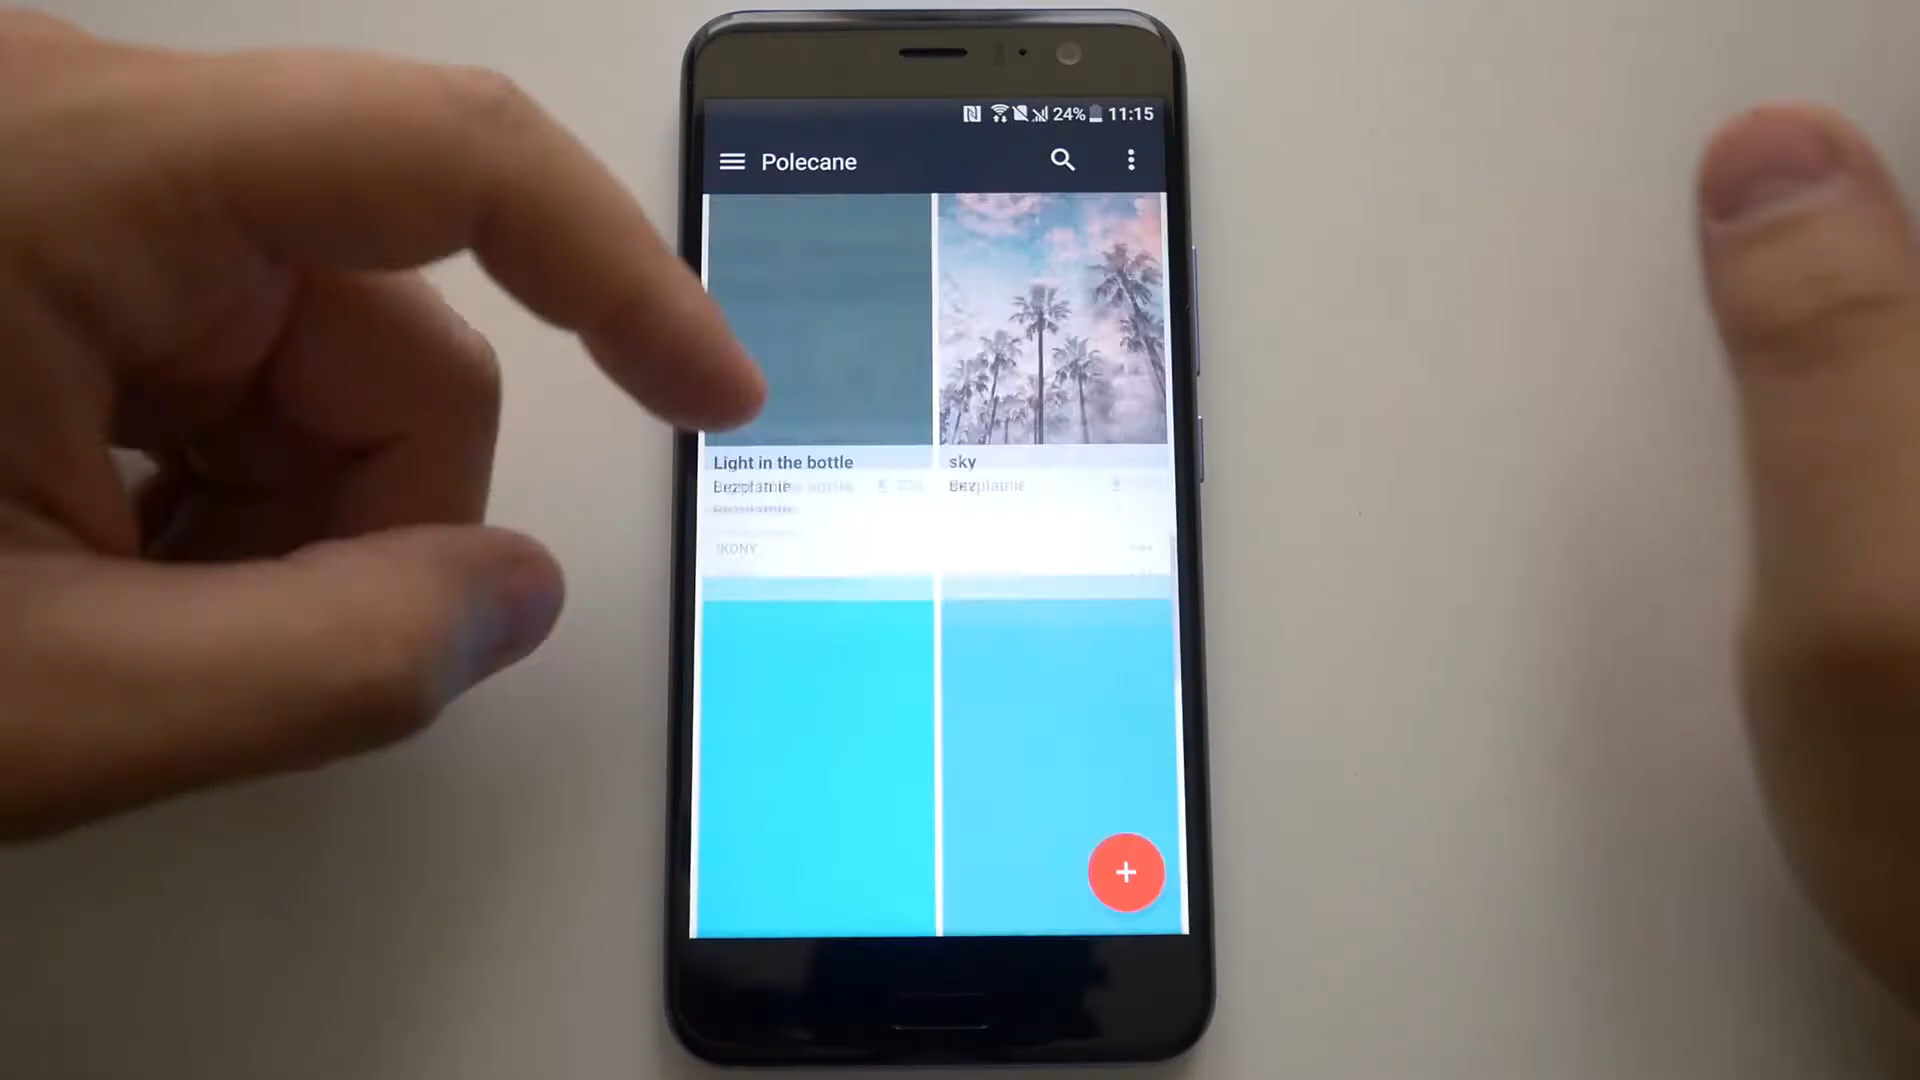 24% 11:15
Polecane
Light in the bottle
sky
Bezpłatnie
Bezpłatnie
IKONY